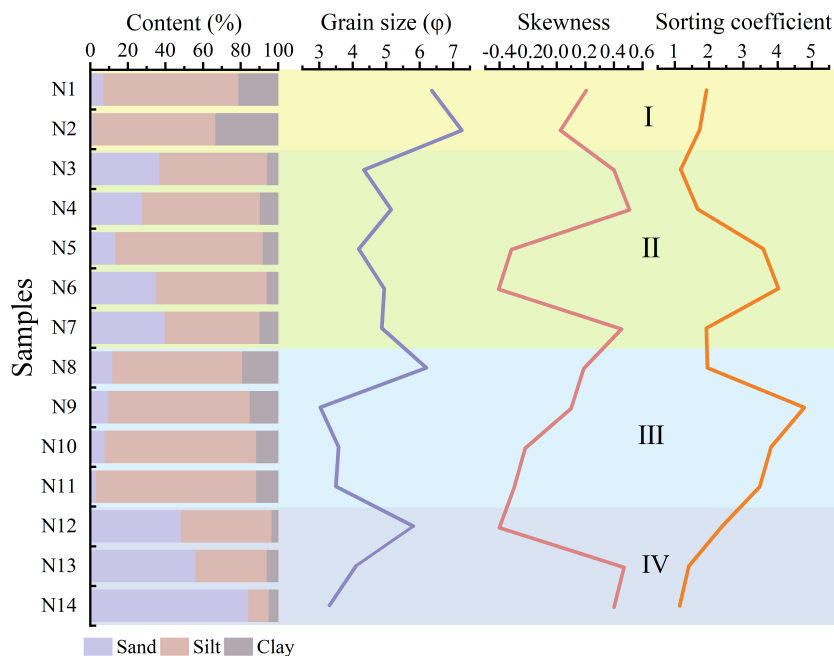 Content (%) Grain size (φ) Skewness Sorting coefficient
0 20 40 60 80 100 3 4 5 6 7 -0.4 -0.2 0.0 0.2 0.4 0.6 1 2 3 4 5
N1
N2
N3
N4
N5
N6
N7
N8
N9
N10
N11
N12
N13
N14
Samples
I
II
III
IV
Sand Silt Clay